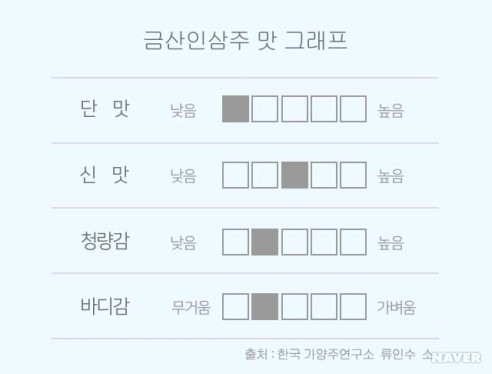 금산인삼주 맛 그래프
단 맛 낮음 높음
신 맛 낮음 높음
청량감 낮음 높음
바디감 무거움 가벼움
출처 : 한국 가양주연구소 류인수 소
NAVER